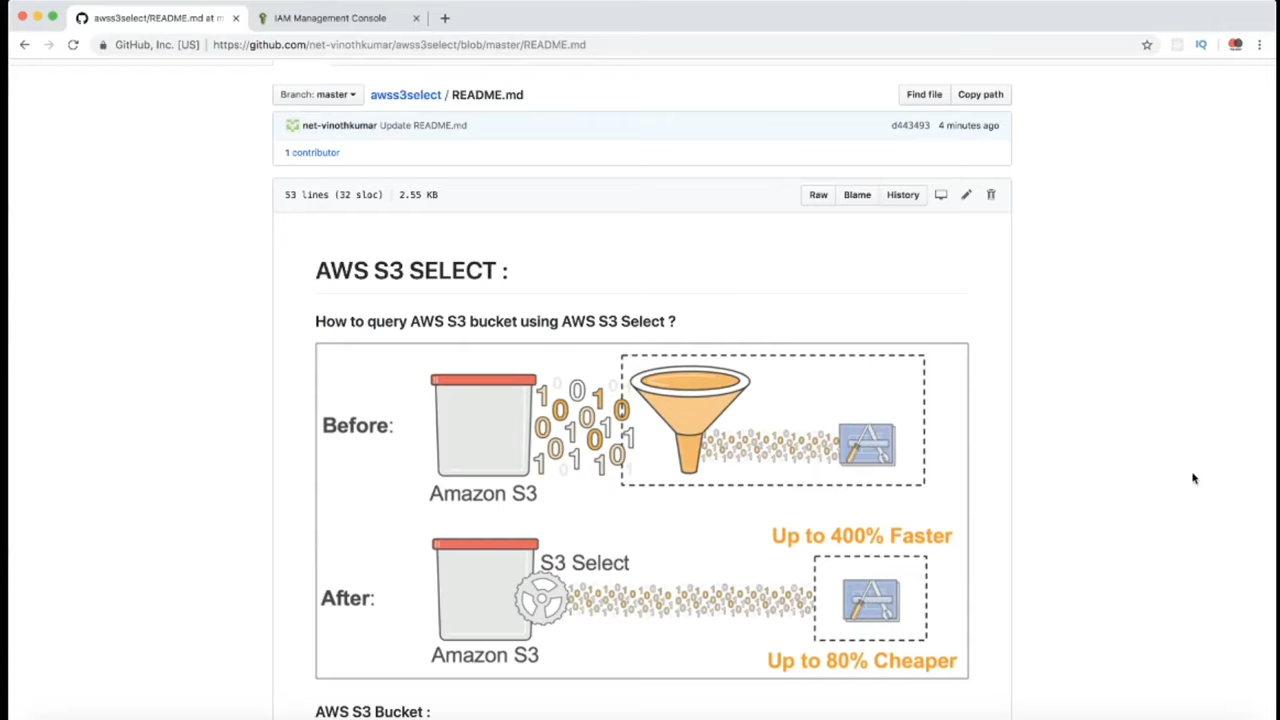 awss3select/README.md at m
IAM Management Console
GitHub, Inc. [US] https://github.com/net-vinothkumar/awss3select/blob/master/README.md
IQ
Branch: master awss3select / README.md Find file Copy path
net-vinothkumar Update README.md d443493 4 minutes ago
1 contributor
53 lines (32 sloc) 2.55 KB Raw Blame History
AWS S3 SELECT :
How to query AWS S3 bucket using AWS S3 Select ?
Before:
Amazon S3
Up to 400% Faster
S3 Select
After:
Amazon S3
Up to 80% Cheaper
AWS S3 Bucket :